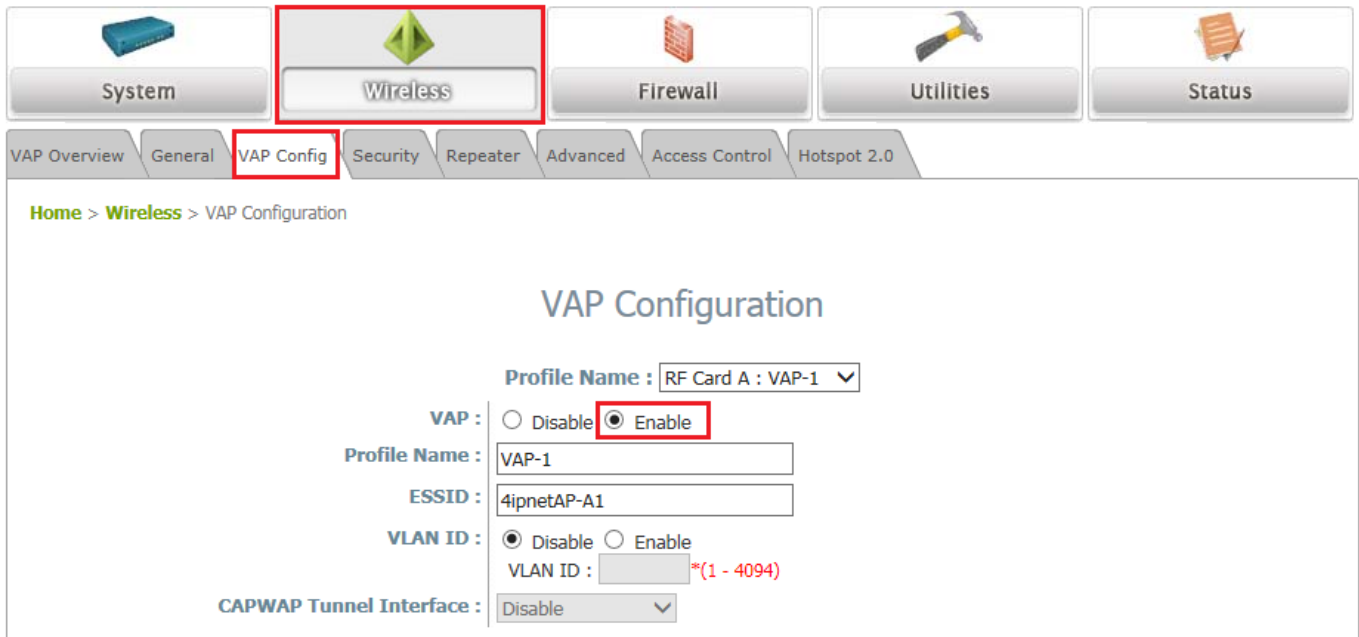 System Wireless Firewall Utilities Status
VAP Overview General VAP Config Security Repeater Advanced Access Control Hotspot 2.0
Home > Wireless > VAP Configuration
VAP Configuration
Profile Name : RF Card A : VAP-1
VAP : Disable Enable
Profile Name : VAP-1
ESSID : 4ipnetAP-A1
VLAN ID : Disable Enable
VLAN ID : *(1 - 4094)
CAPWAP Tunnel Interface : Disable